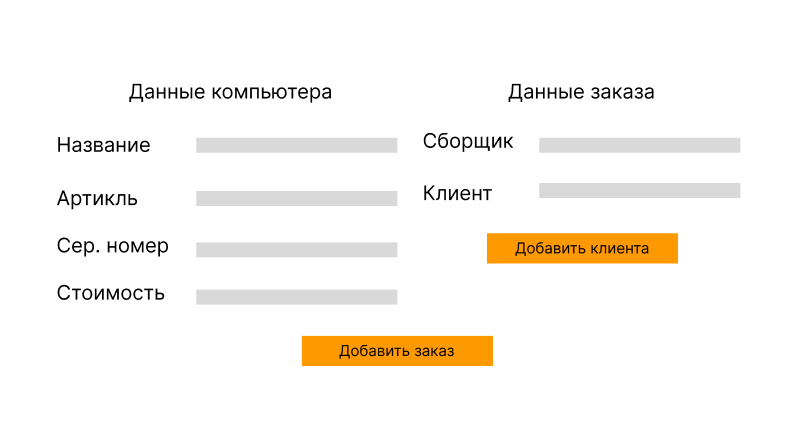 Данные компьютера
Название
Артикль
Сер. номер
Стоимость
Данные заказа
Сборщик
Клиент
Добавить клиента
Добавить заказ